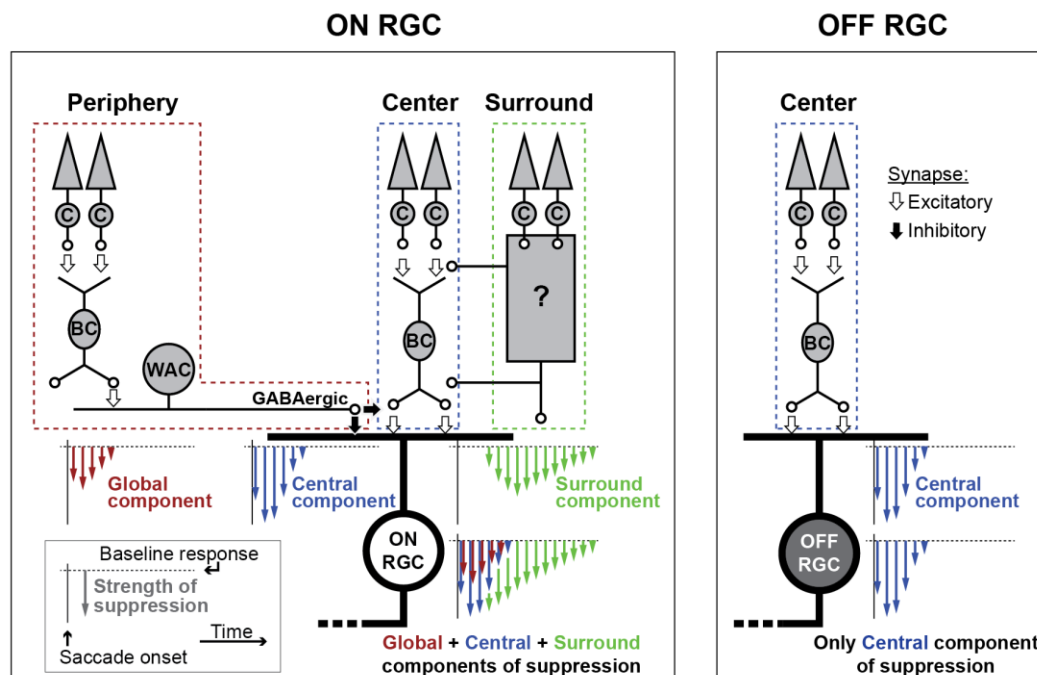 ON RGC
Periphery
Center
Surround
C
C
C
C
C
C
?
BC
BC
WAC
GABAergic
Global
component
Central
component
Surround
component
ON
RGC
Baseline response
Strength of
suppression
Time
Saccade onset
Global + Central + Surround
components of suppression
OFF RGC
Center
C
C
BC
Synapse:
Excitatory
Inhibitory
Central
component
OFF
RGC
Only Central component
of suppression